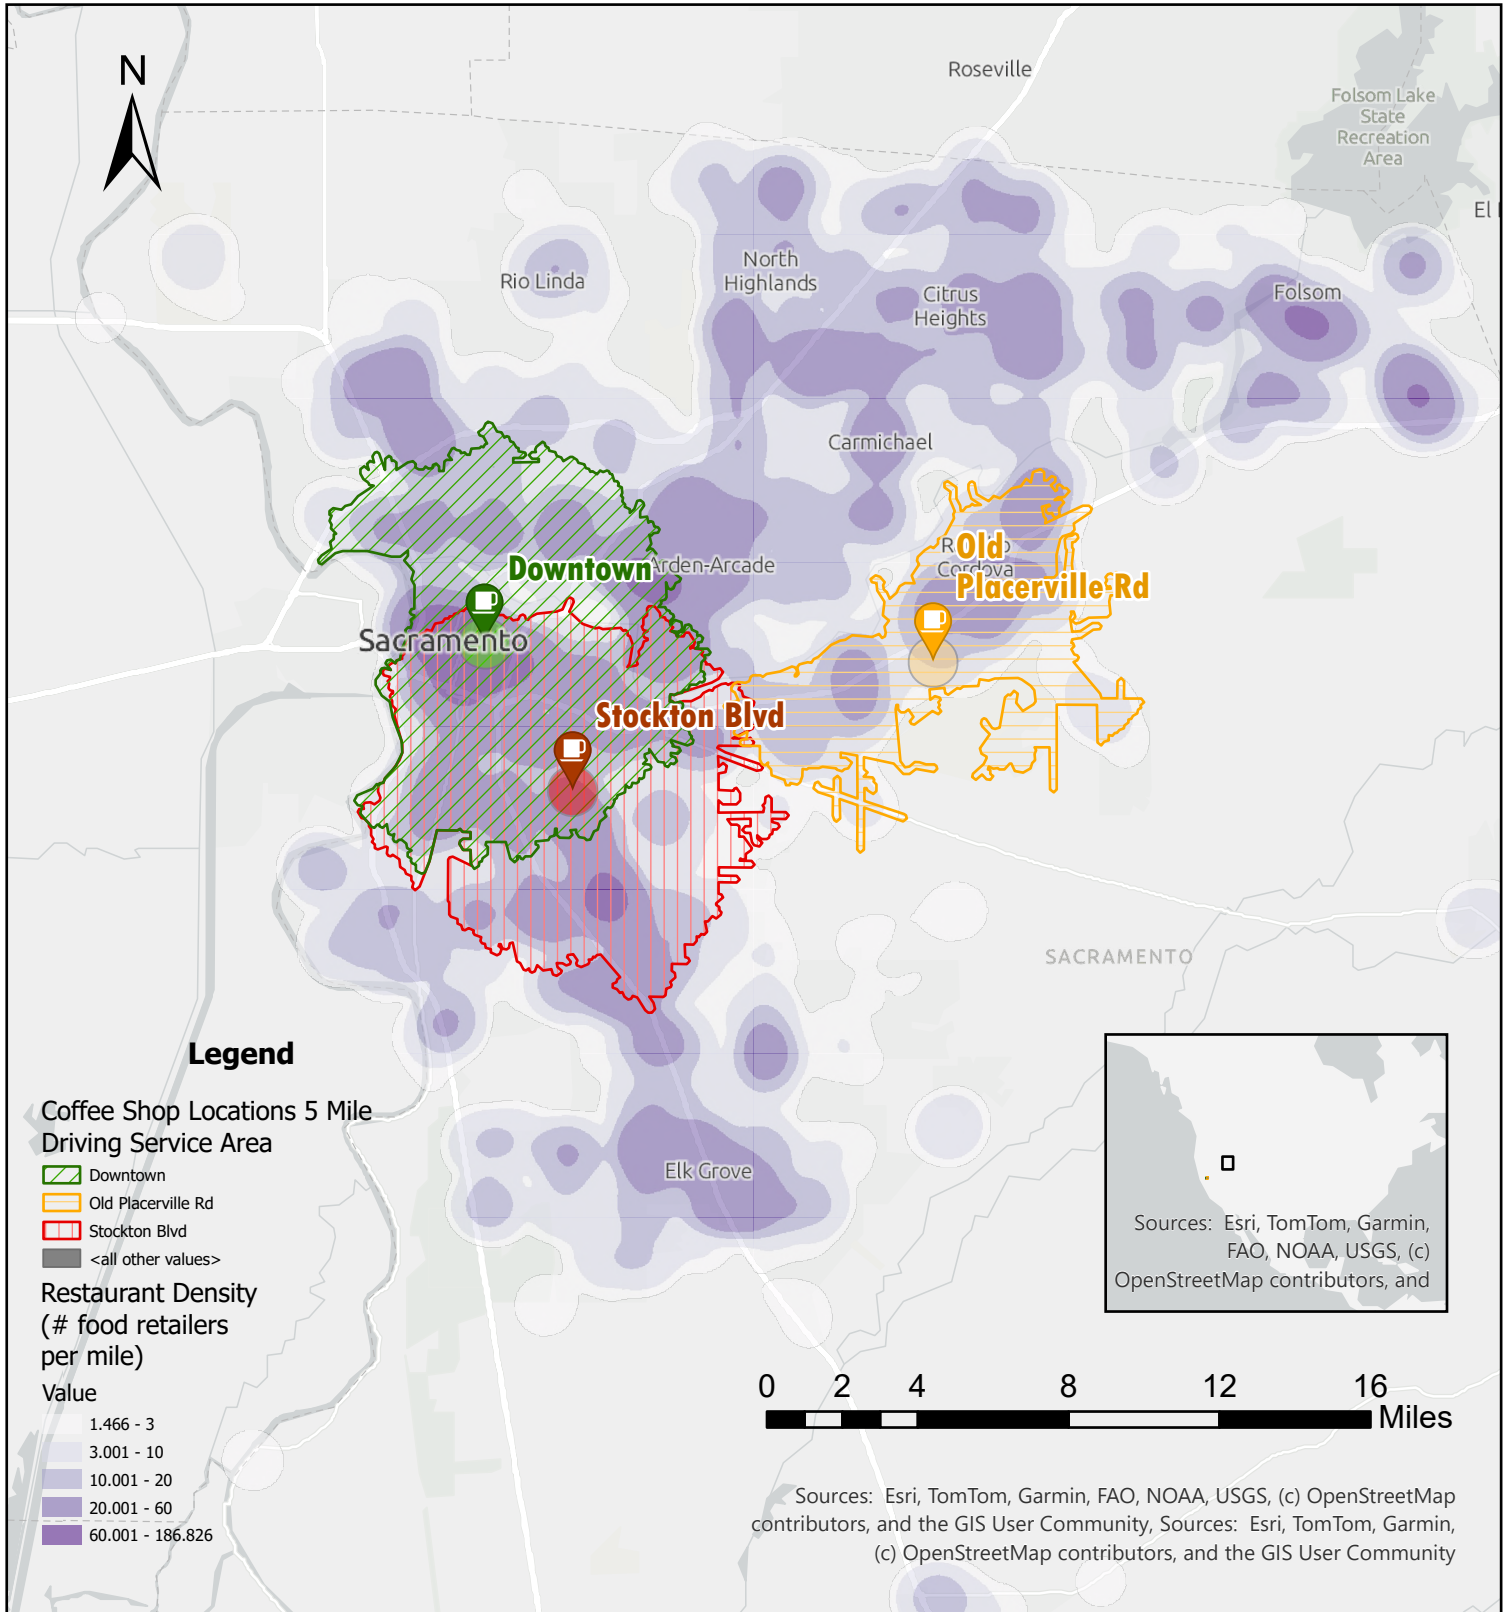 N
Roseville
Folsom Lake
State
Recreation
Area
El
Rio Linda
North
Highlands
Citrus
Heights
Folsom
Carmichael
Downtown
Arden-Arcade
Old
Cordova
Placerville Rd
Sacramento
Stockton Blvd
SACRAMENTO
Elk Grove
Legend
Coffee Shop Locations 5 Mile
Driving Service Area
Downtown
Old Placerville Rd
Stockton Blvd
<all other values>
Restaurant Density
(# food retailers
per mile)
Value
1.466 - 3
3.001 - 10
10.001 - 20
20.001 - 60
60.001 - 186.826
Sources: Esri, TomTom, Garmin,
FAO, NOAA, USGS, (c)
OpenStreetMap contributors, and
0 2 4 8 12 16
Miles
Sources: Esri, TomTom, Garmin, FAO, NOAA, USGS, (c) OpenStreetMap
contributors, and the GIS User Community, Sources: Esri, TomTom, Garmin,
(c) OpenStreetMap contributors, and the GIS User Community